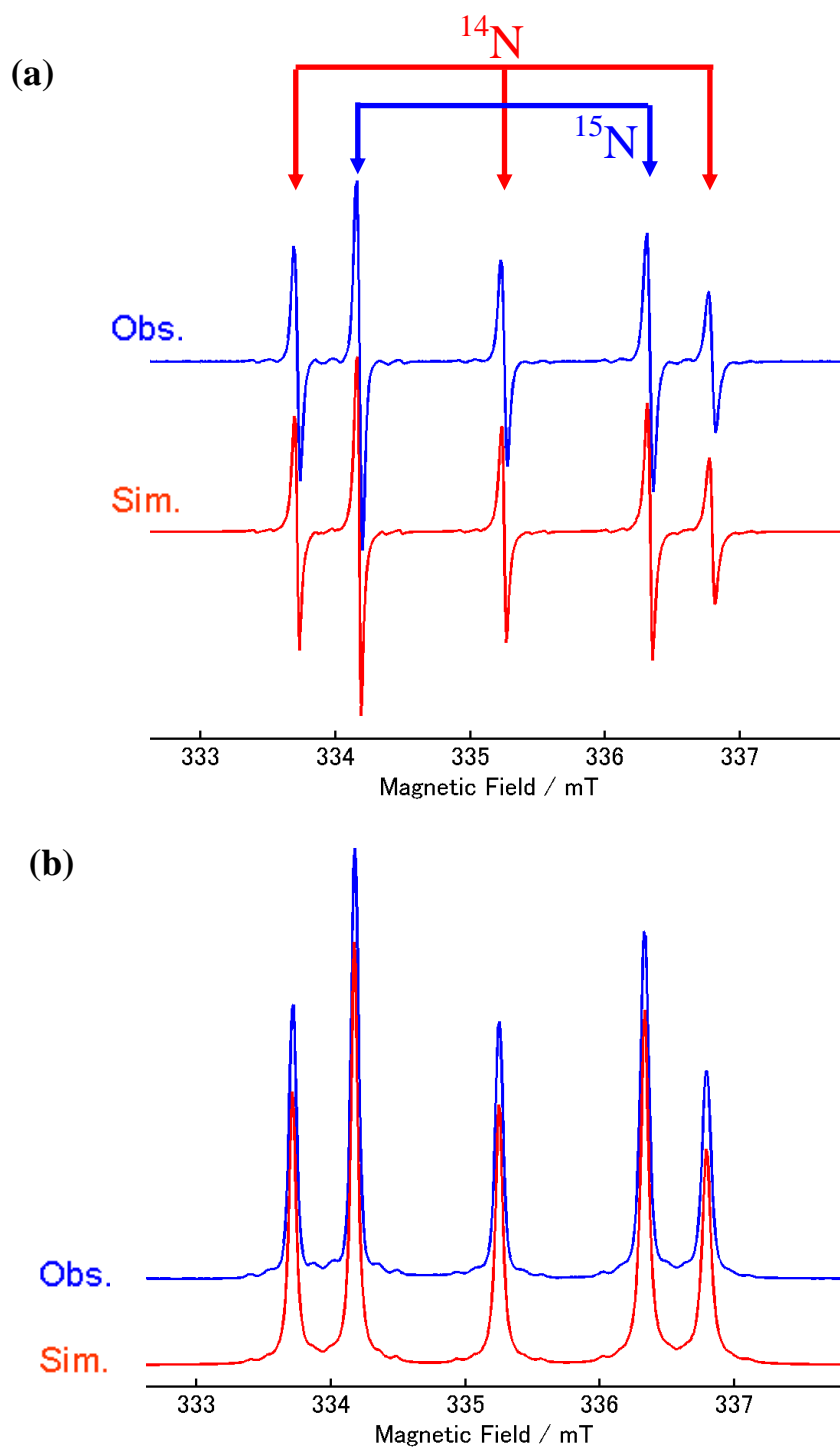 ¹⁴N
(a)
¹⁵N
Obs.
Sim.
333 334 335 336 337
Magnetic Field / mT
(b)
Obs.
Sim.
333 334 335 336 337
Magnetic Field / mT